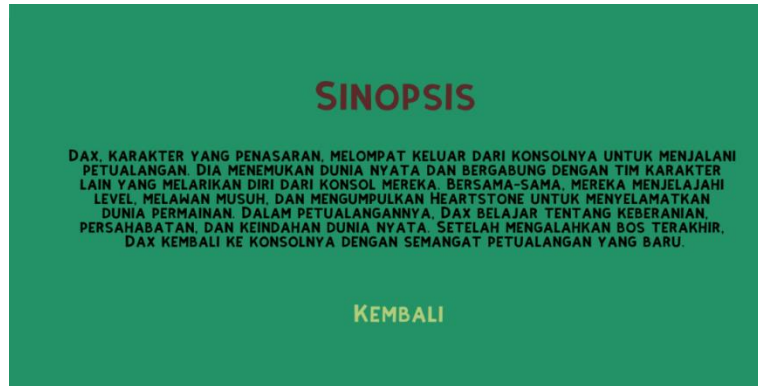 Sinopsis
Dax, karakter yang penasaran, melompat keluar dari konsolnya untuk menjalani
petualangan. Dia menemukan dunia nyata dan bergabung dengan tim karakter
lain yang melarikan diri dari konsol mereka. Bersama-sama, mereka menjelajahi
level, melawan musuh, dan mengumpulkan Heartstone untuk menyelamatkan
dunia permainan. Dalam petualangannya, Dax belajar tentang keberanian,
persahabatan, dan keindahan dunia nyata. Setelah mengalahkan bos terakhir,
Dax kembali ke konsolnya dengan semangat petualangan yang baru.
Kembali